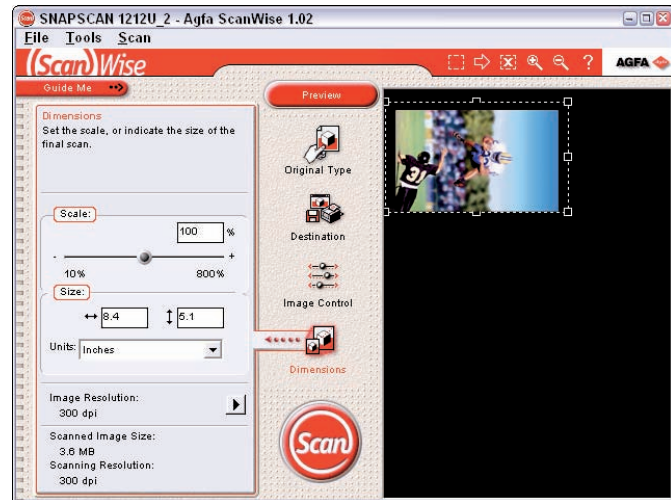 SNAPSCAN 1212U_2 - Agfa ScanWise 1.02
File Tools Scan
(Scan)Wise
? AGFA
Guide Me
Preview
Dimensions
Set the scale, or indicate the size of the
final scan.
Original Type
Scale:
100 %
- +
10% 800%
Destination
Size:
8.4 5.1
Units: Inches
Image Control
Dimensions
Image Resolution:
300 dpi
Scanned Image Size:
3.6 MB
Scanning Resolution:
300 dpi
Scan
31